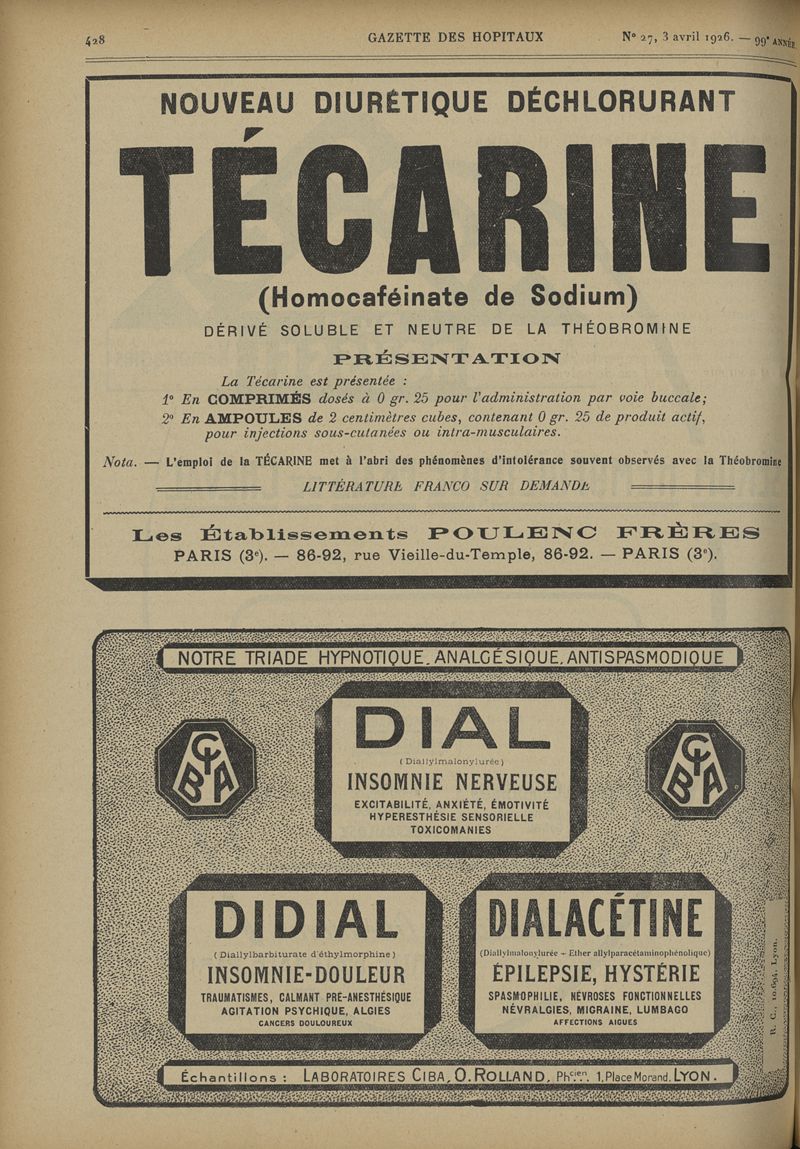 428 GAZETTE DES HOPITAUX N° 27, 3 avril 1926. — 99e ANNÉE
NOUVEAU DIURÉTIQUE DÉCHLORURANT
TÉCARINE
(Homocaféinate de Sodium)
DÉRIVÉ SOLUBLE ET NEUTRE DE LA THÉOBROMINE
PRÉSENTATION
La Técarine est présentée :
1° En COMPRIMÉS dosés à 0 gr. 25 pour l'administration par voie buccale;
2° En AMPOULES de 2 centimètres cubes, contenant 0 gr. 25 de produit actif,
pour injections sous-cutanées ou intra-musculaires.
Nota. — L'emploi de la TÉCARINE met à l'abri des phénomènes d'intolérance souvent observés avec la Théobromine
LITTÉRATURE FRANCO SUR DEMANDE
Les Établissements POULENC FRÈRES
PARIS (3e). — 86-92, rue Vieille-du-Temple, 86-92. — PARIS (3e).
NOTRE TRIADE HYPNOTIQUE, ANALGÉSIQUE, ANTISPASMODIQUE
CIBA
CIBA
DIAL
(Diallylmalonylurée)
INSOMNIE NERVEUSE
EXCITABILITÉ, ANXIÉTÉ, ÉMOTIVITÉ
HYPERESTHÉSIE SENSORIELLE
TOXICOMANIES
DIDIAL
(Diallylbarbiturate d'éthylmorphine)
INSOMNIE-DOULEUR
TRAUMATISMES, CALMANT PRÉ-ANESTHÉSIQUE
AGITATION PSYCHIQUE, ALGIES
CANCERS DOULOUREUX
DIALACÉTINE
(Diallylmalonylurée + Ether allylparacétaminophénolique)
ÉPILEPSIE, HYSTÉRIE
SPASMOPHILIE, NÉVROSES FONCTIONNELLES
NÉVRALGIES, MIGRAINE, LUMBAGO
AFFECTIONS AIGUES
R. C., Lyon.
Échantillons : LABORATOIRES CIBA, O. ROLLAND, Phcien, 1, Place Morand, LYON.